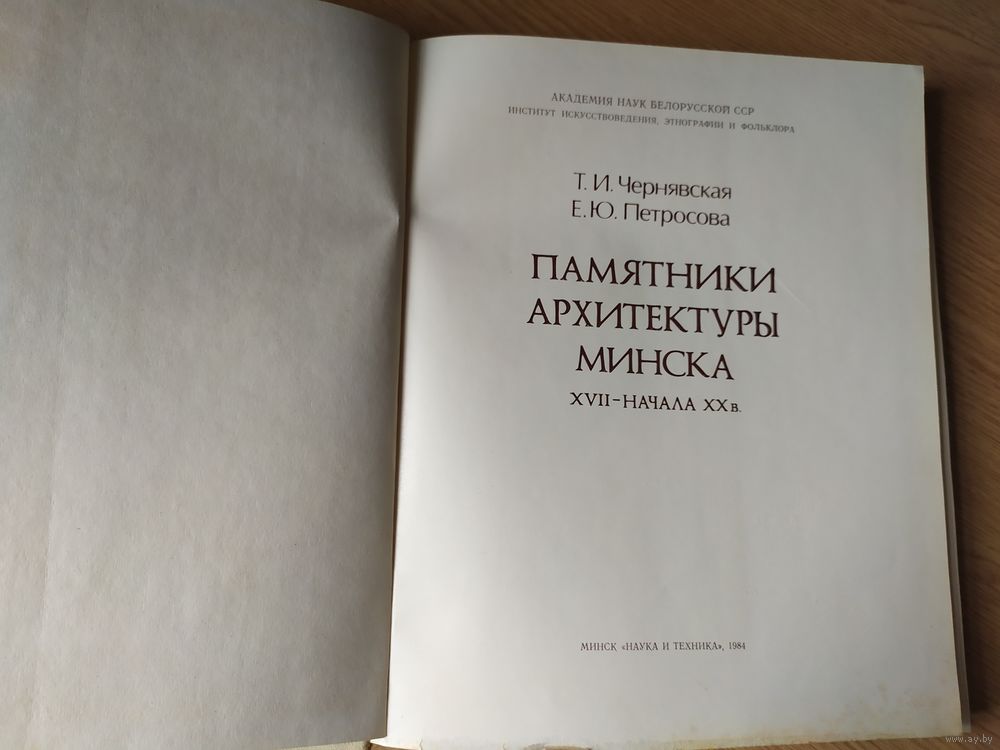 АКАДЕМИЯ НАУК БЕЛОРУССКОЙ ССР
ИНСТИТУТ ИСКУССТВОВЕДЕНИЯ, ЭТНОГРАФИИ И ФОЛЬКЛОРА
Т. И. Чернявская
Е. Ю. Петросова
ПАМЯТНИКИ
АРХИТЕКТУРЫ
МИНСКА
XVII–НАЧАЛА XX в.
МИНСК «НАУКА И ТЕХНИКА», 1984
www.ay.by